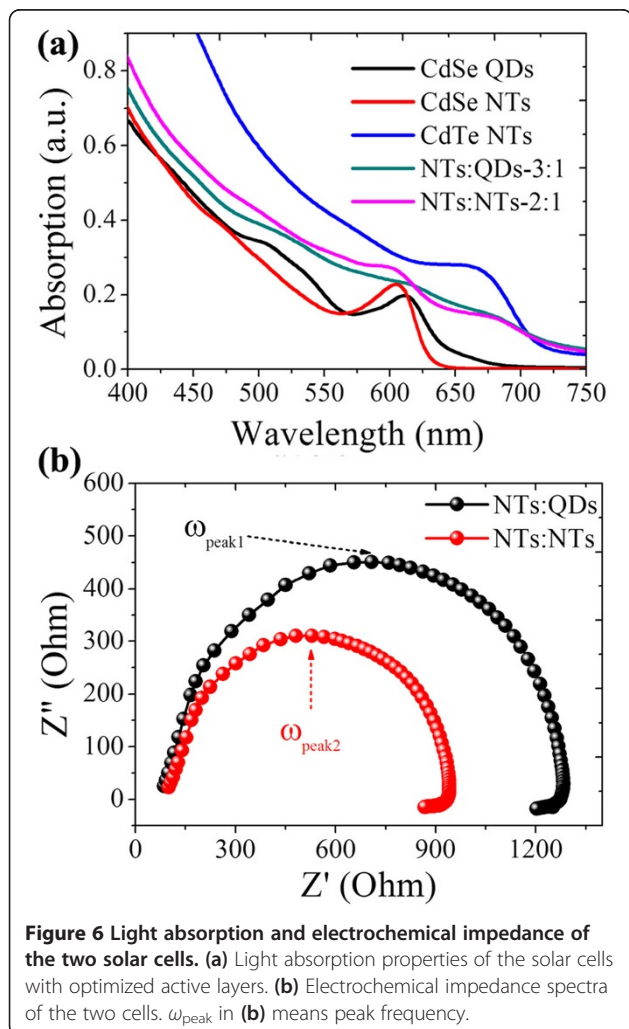 (a)
0.8
0.6
0.4
0.2
0.0
Absorption (a.u.)
CdSe QDs
CdSe NTs
CdTe NTs
NTs:QDs-3:1
NTs:NTs-2:1
400 450 500 550 600 650 700 750
Wavelength (nm)
(b)
600
500
400
300
200
100
0
Z" (Ohm)
NTs:QDs
NTs:NTs
ωpeak1
ωpeak2
0 300 600 900 1200
Z' (Ohm)
Figure 6 Light absorption and electrochemical impedance of
the two solar cells. (a) Light absorption properties of the solar cells
with optimized active layers. (b) Electrochemical impedance spectra
of the two cells. ωpeak in (b) means peak frequency.